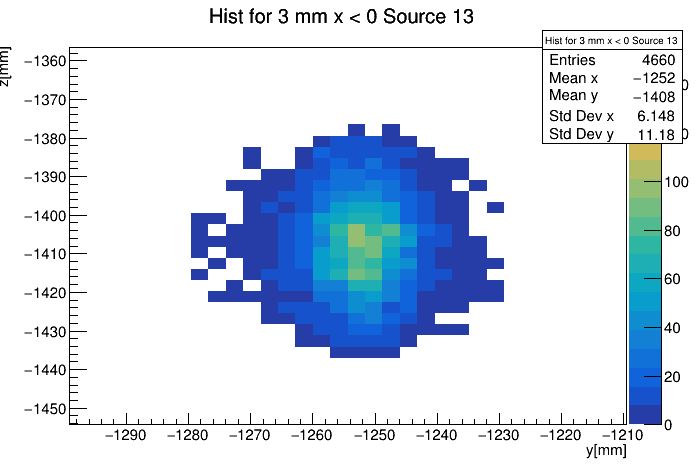 Hist for 3 mm x < 0 Source 13
z[mm]
Hist for 3 mm x < 0 Source 13
Entries 4660
Mean x −1252
Mean y −1408
Std Dev x 6.148
Std Dev y 11.18
−1360
−1370
−1380
−1390
−1400
−1410
−1420
−1430
−1440
−1450
100
80
60
40
20
0
−1290 −1280 −1270 −1260 −1250 −1240 −1230 −1220 −1210
y[mm]